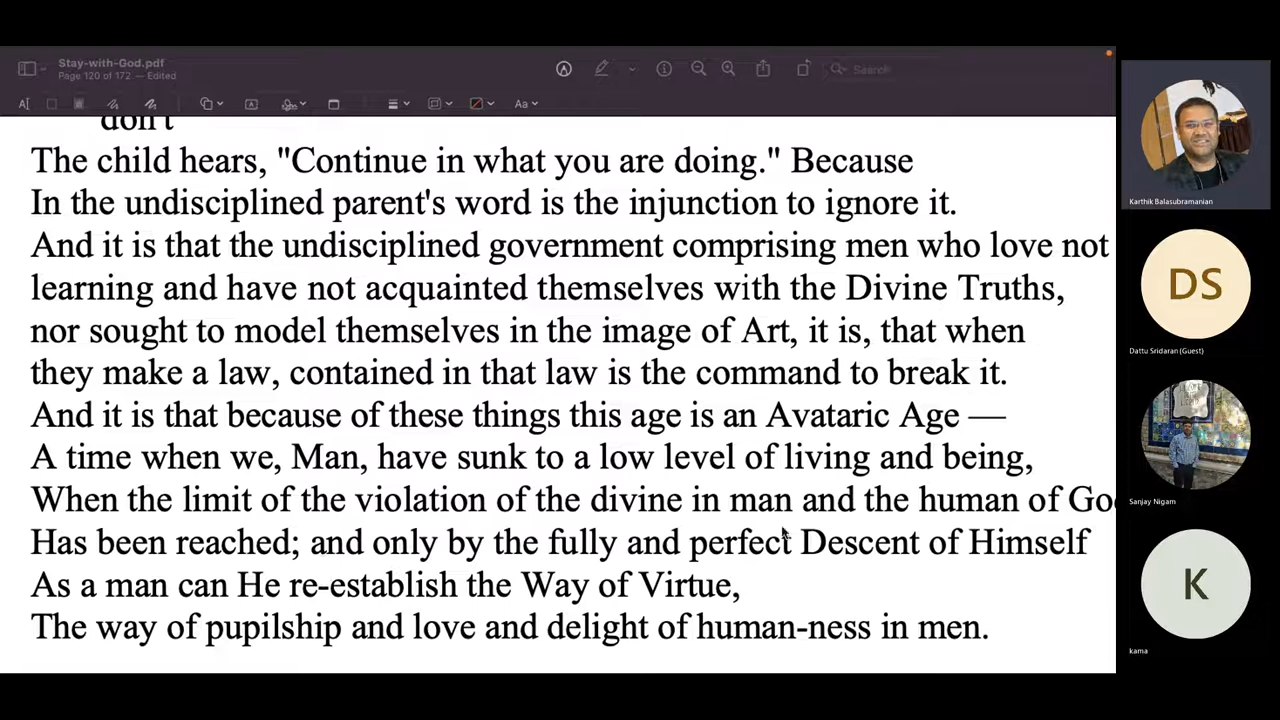 Stay-with-God.pdf
Page 120 of 172 — Edited
Search
Aa
don't
The child hears, "Continue in what you are doing." Because
In the undisciplined parent's word is the injunction to ignore it.
And it is that the undisciplined government comprising men who love not
learning and have not acquainted themselves with the Divine Truths,
nor sought to model themselves in the image of Art, it is, that when
they make a law, contained in that law is the command to break it.
And it is that because of these things this age is an Avataric Age —
A time when we, Man, have sunk to a low level of living and being,
When the limit of the violation of the divine in man and the human of
Has been reached; and only by the fully and perfect Descent of Himself
As a man can He re-establish the Way of Virtue,
The way of pupilship and love and delight of human-ness in men.
Karthik Balasubramanian
DS
Dattu Sridaran (Guest)
Sanjay Nigam
K
kama